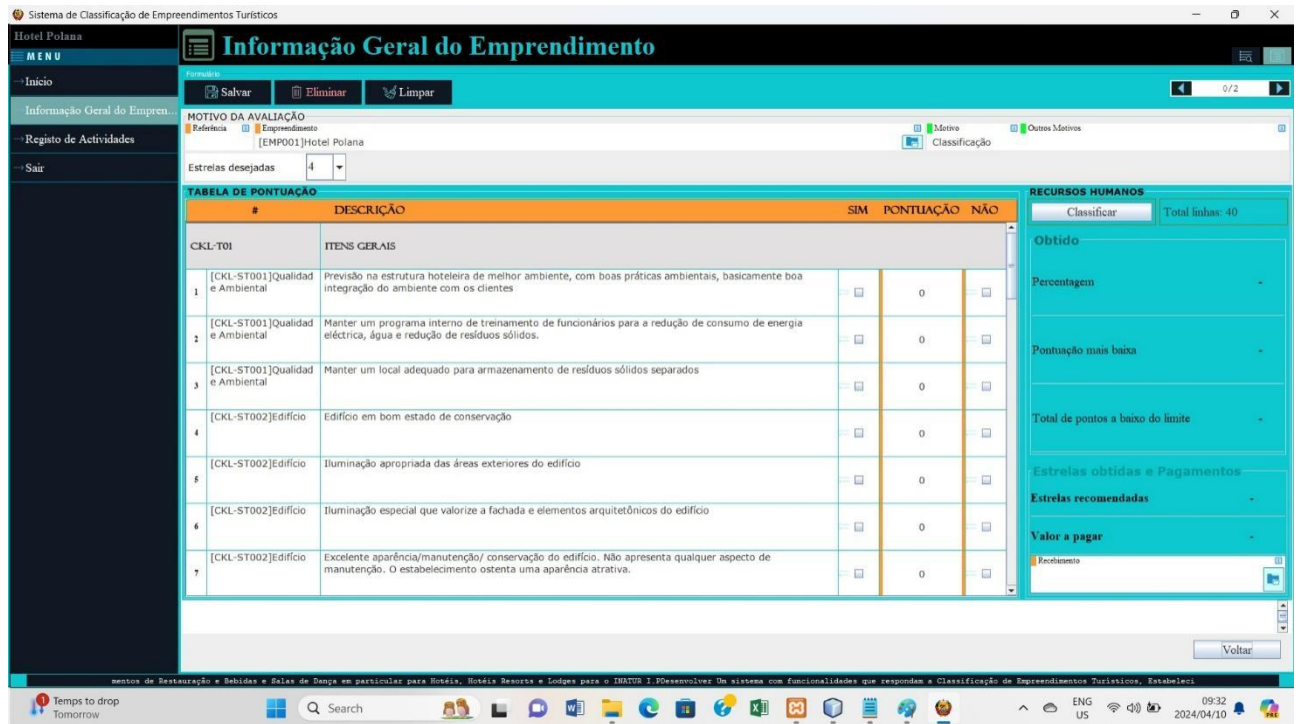 Sistema de Classificação de Empreendimentos Turísticos
Hotel Polana
MENU
→Início
Informação Geral do Empren...
→Registo de Actividades
→Sair
Informação Geral do Emprendimento
Formulário
Salvar Eliminar Limpar
0/2
MOTIVO DA AVALIAÇÃO
Referência Empreendimento Motivo Outros Motivos
[EMP001]Hotel Polana Classificação
Estrelas desejadas 4
TABELA DE PONTUAÇÃO
# DESCRIÇÃO SIM PONTUAÇÃO NÃO
CKL-T01 ITENS GERAIS
1 [CKL-ST001]Qualidad Previsão na estrutura hoteleira de melhor ambiente, com boas práticas ambientais, basicamente boa
e Ambiental integração do ambiente com os clientes 0
2 [CKL-ST001]Qualidad Manter um programa interno de treinamento de funcionários para a redução de consumo de energia
e Ambiental eléctrica, água e redução de resíduos sólidos. 0
3 [CKL-ST001]Qualidad Manter um local adequado para armazenamento de resíduos sólidos separados
e Ambiental 0
4 [CKL-ST002]Edifício Edifício em bom estado de conservação 0
5 [CKL-ST002]Edifício Iluminação apropriada das áreas exteriores do edifício 0
6 [CKL-ST002]Edifício Iluminação especial que valorize a fachada e elementos arquitetônicos do edifício 0
7 [CKL-ST002]Edifício Excelente aparência/manutenção/ conservação do edifício. Não apresenta qualquer aspecto de
manutenção. O estabelecimento ostenta uma aparência atrativa. 0
RECURSOS HUMANOS
Classificar Total linhas: 40
Obtido
Percentagem -
Pontuação mais baixa -
Total de pontos a baixo do limite -
Estrelas obtidas e Pagamentos
Estrelas recomendadas -
Valor a pagar -
Recebimento
Voltar
mentos de Restauração e Bebidas e Salas de Dança em particular para Hotéis, Hotéis Resorts e Lodges para o INATUR I.PDesenvolver Um sistema com funcionalidades que respondam a Classificação de Empreendimentos Turísticos, Estabeleci
1 Temps to drop
Tomorrow
Search
ENG
US
09:32
2024/04/10
PRE